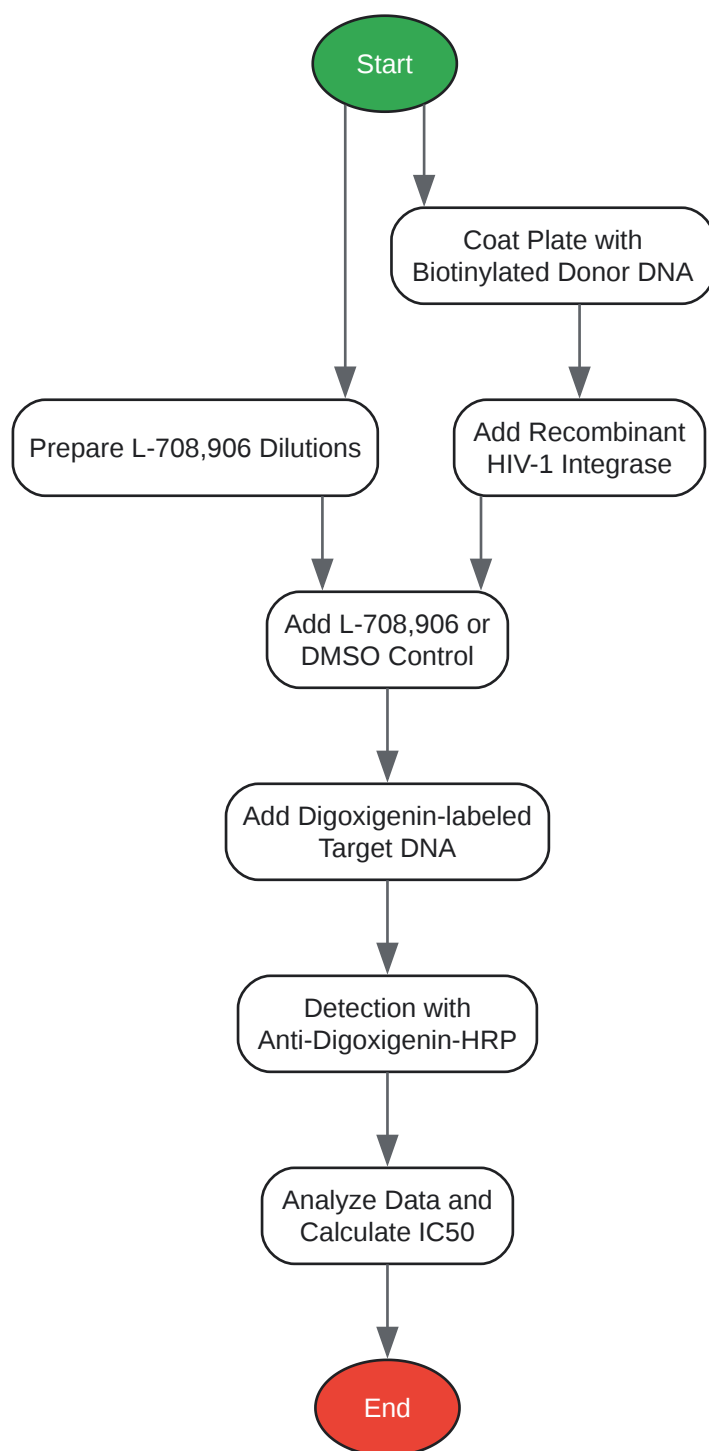 Start
Coat Plate with
Biotinylated Donor DNA
Prepare L-708,906 Dilutions
Add Recombinant
HIV-1 Integrase
Add L-708,906 or
DMSO Control
Add Digoxigenin-labeled
Target DNA
Detection with
Anti-Digoxigenin-HRP
Analyze Data and
Calculate IC50
End